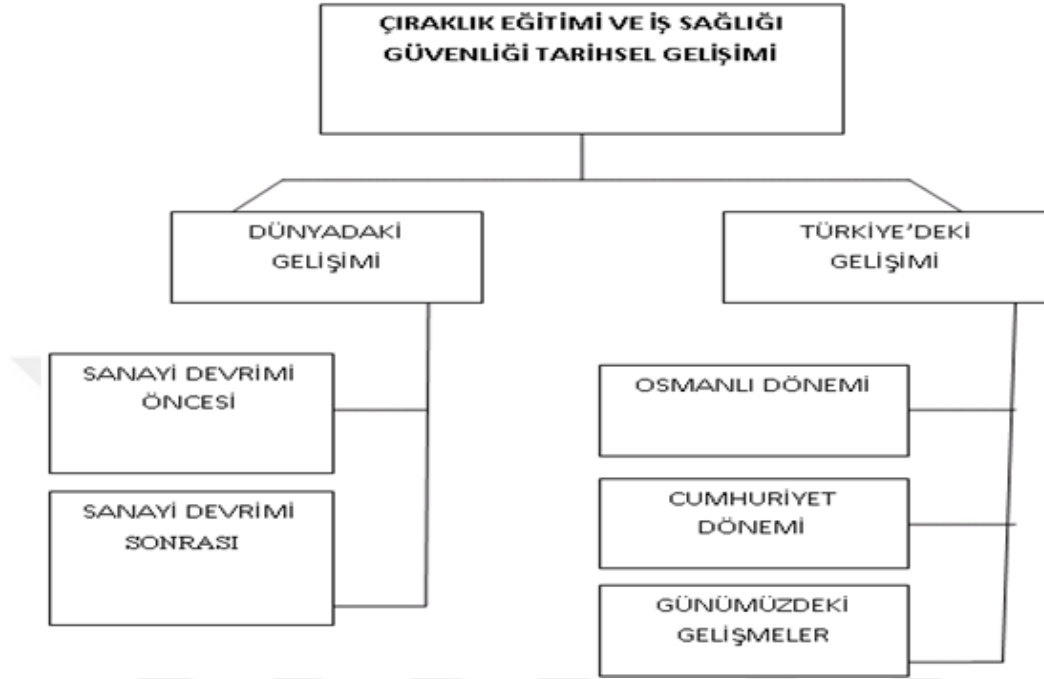 ÇIRAKLIK EĞİTİMİ VE İŞ SAĞLIĞI
GÜVENLİĞİ TARİHSEL GELİŞİMİ
DÜNYADAKİ
GELİŞİMİ
SANAYİ DEVRİMİ
ÖNCESİ
SANAYİ DEVRİMİ
SONRASI
TÜRKİYE'DEKİ
GELİŞİMİ
OSMANLI DÖNEMİ
CUMHURİYET
DÖNEMİ
GÜNÜMÜZDEKİ
GELİŞMELER